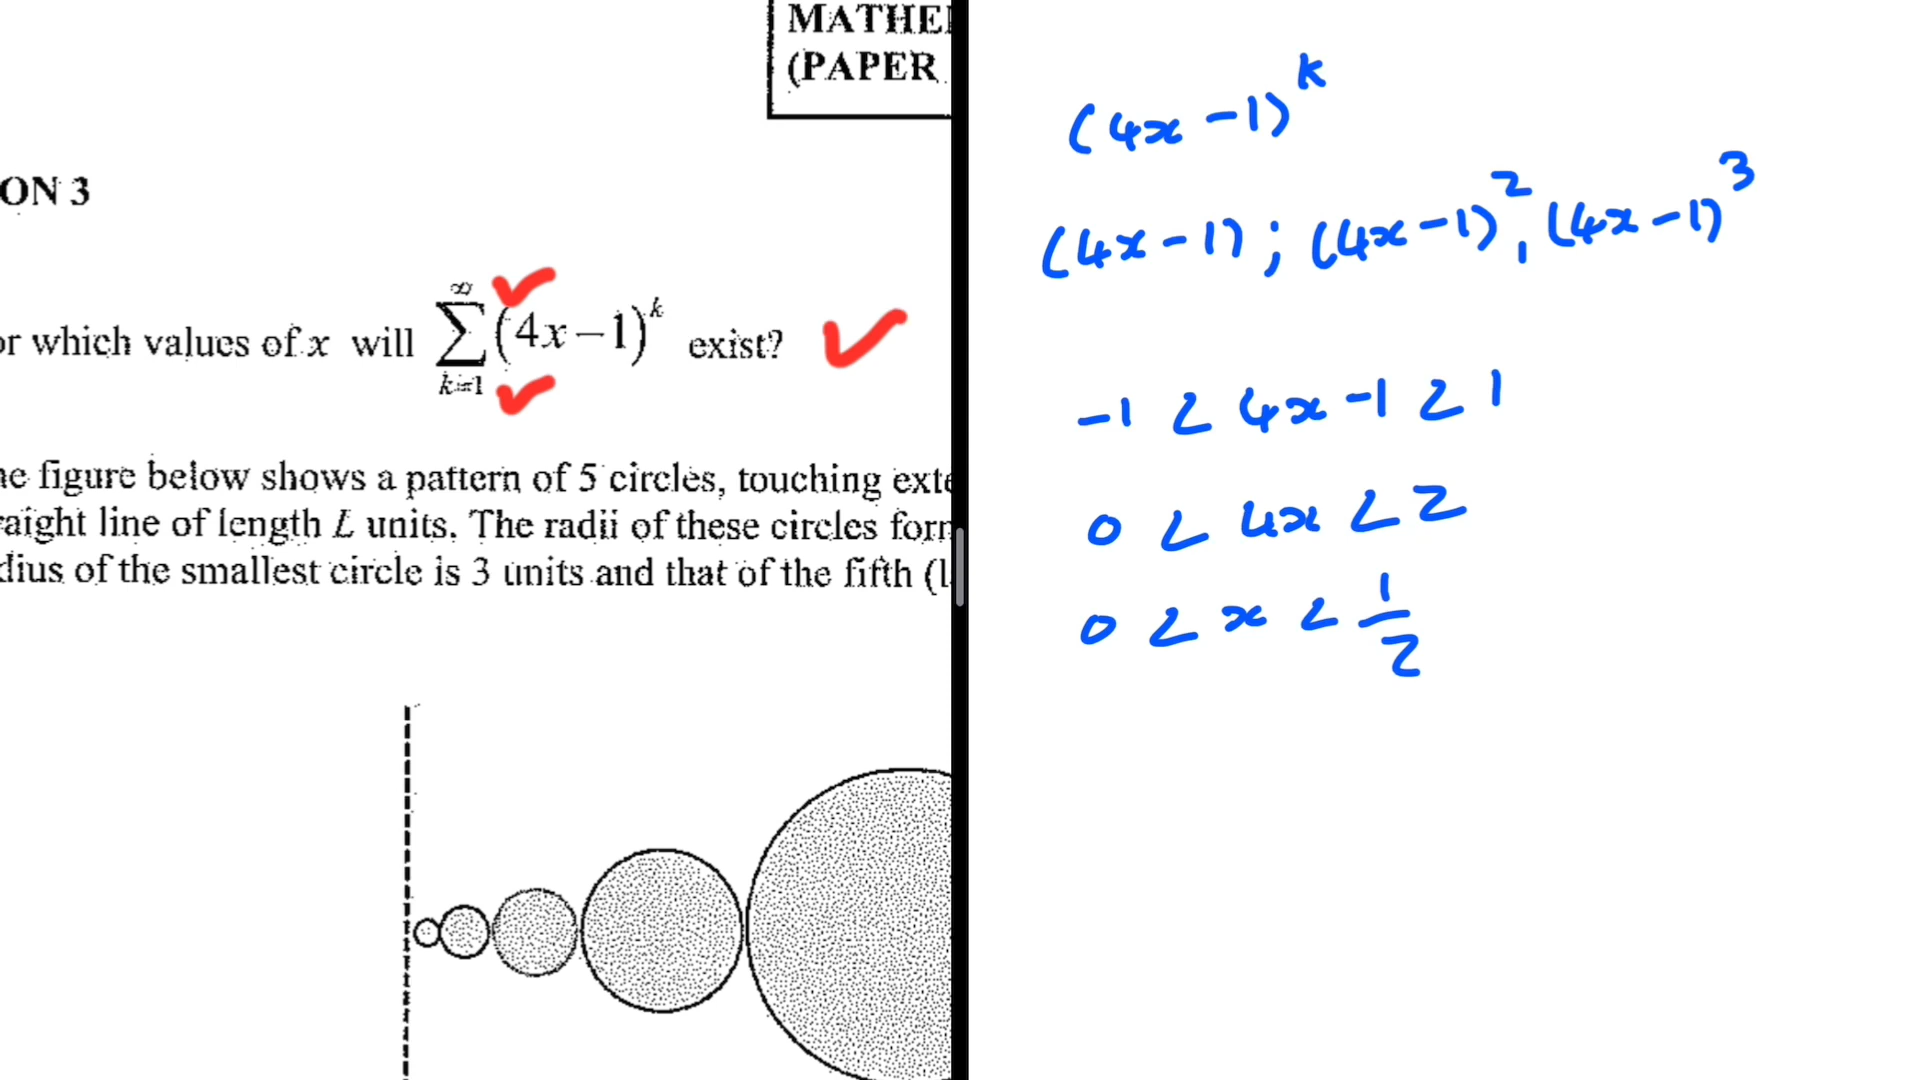 MATHE
(PAPER
ON 3
or which values of x will ∑ (4x−1)^k exist?
∞
k=1
he figure below shows a pattern of 5 circles, touching exte
raight line of length L units. The radii of these circles form
dius of the smallest circle is 3 units and that of the fifth (l
(4x-1)^k
(4x-1); (4x-1)^2, (4x-1)^3
-1 < 4x-1 < 1
0 < 4x < 2
0 < x < 1/2